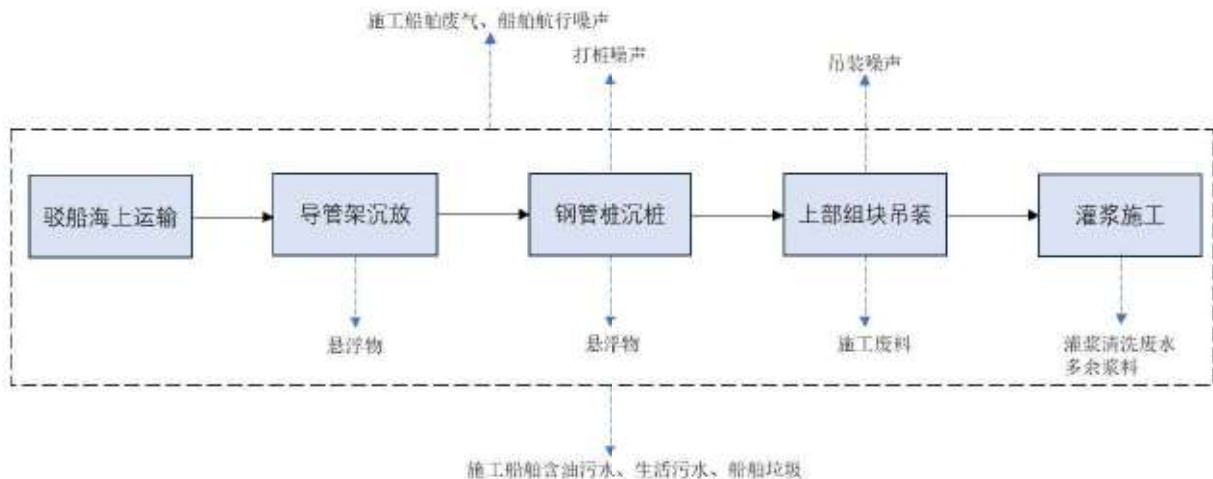 施工船舶废气、船舶航行噪声
打桩噪声
吊装噪声
驳船海上运输
导管架沉放
钢管桩沉桩
上部组块吊装
灌浆施工
悬浮物
悬浮物
施工废料
灌浆清洗废水
多余浆料
施工船舶含油污水、生活污水、船舶垃圾